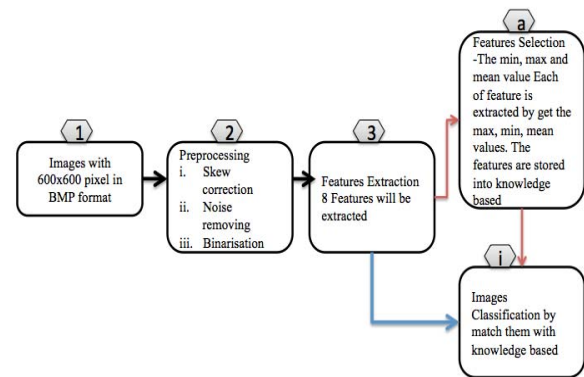 1
Images with
600x600 pixel in
BMP format
2
Preprocessing
i. Skew
correction
ii. Noise
removing
iii. Binarisation
3
Features Extraction
8 Features will be
extracted
a
Features Selection
-The min, max and
mean value Each
of feature is
extracted by get the
max, min, mean
values. The
features are stored
into knowledge
based
i
Images
Classification by
match them with
knowledge based